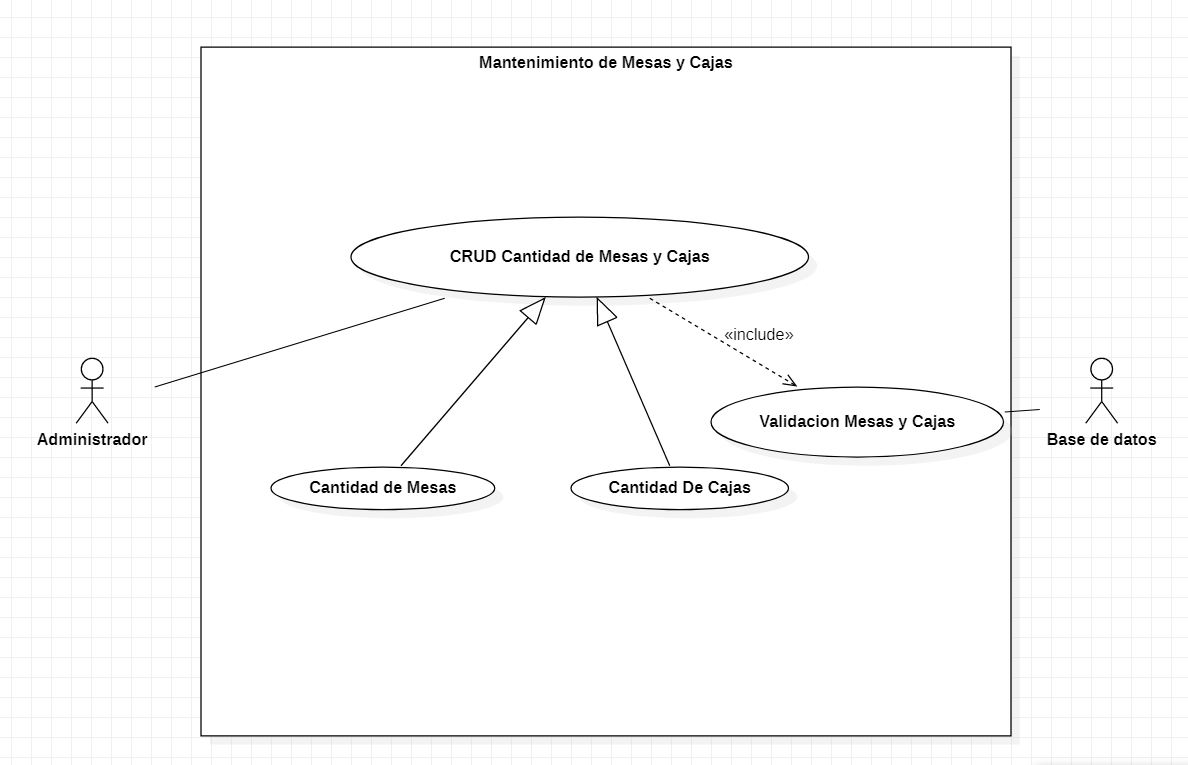 Mantenimiento de Mesas y Cajas
CRUD Cantidad de Mesas y Cajas
«include»
Administrador
Validacion Mesas y Cajas
Base de datos
Cantidad de Mesas
Cantidad De Cajas